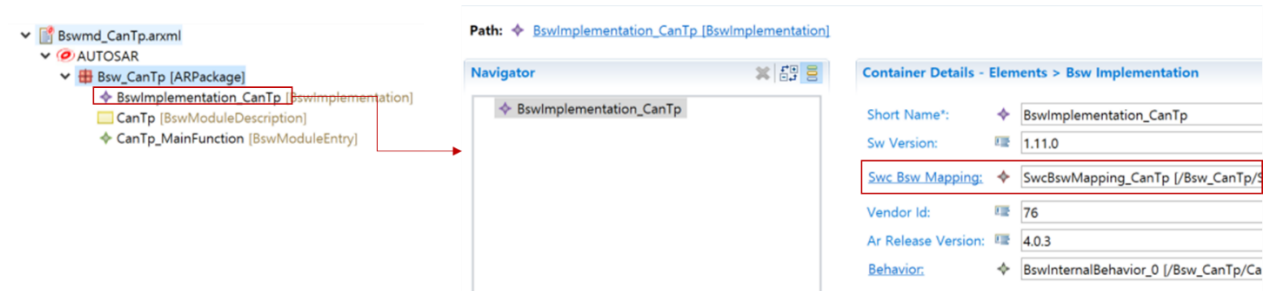 Bswmd_CanTp.arxml
AUTOSAR
Bsw_CanTp [ARPackage]
BswImplementation_CanTp [BswImplementation]
CanTp [BswModuleDescription]
CanTp_MainFunction [BswModuleEntry]
Path: BswImplementation_CanTp [BswImplementation]
Navigator
BswImplementation_CanTp
Container Details - Elements > Bsw Implementation
Short Name*: BswImplementation_CanTp
Sw Version: 1.11.0
Swc Bsw Mapping: SwcBswMapping_CanTp [/Bsw_CanTp/S
Vendor Id: 76
Ar Release Version: 4.0.3
Behavior: BswInternalBehavior_0 [/Bsw_CanTp/Ca